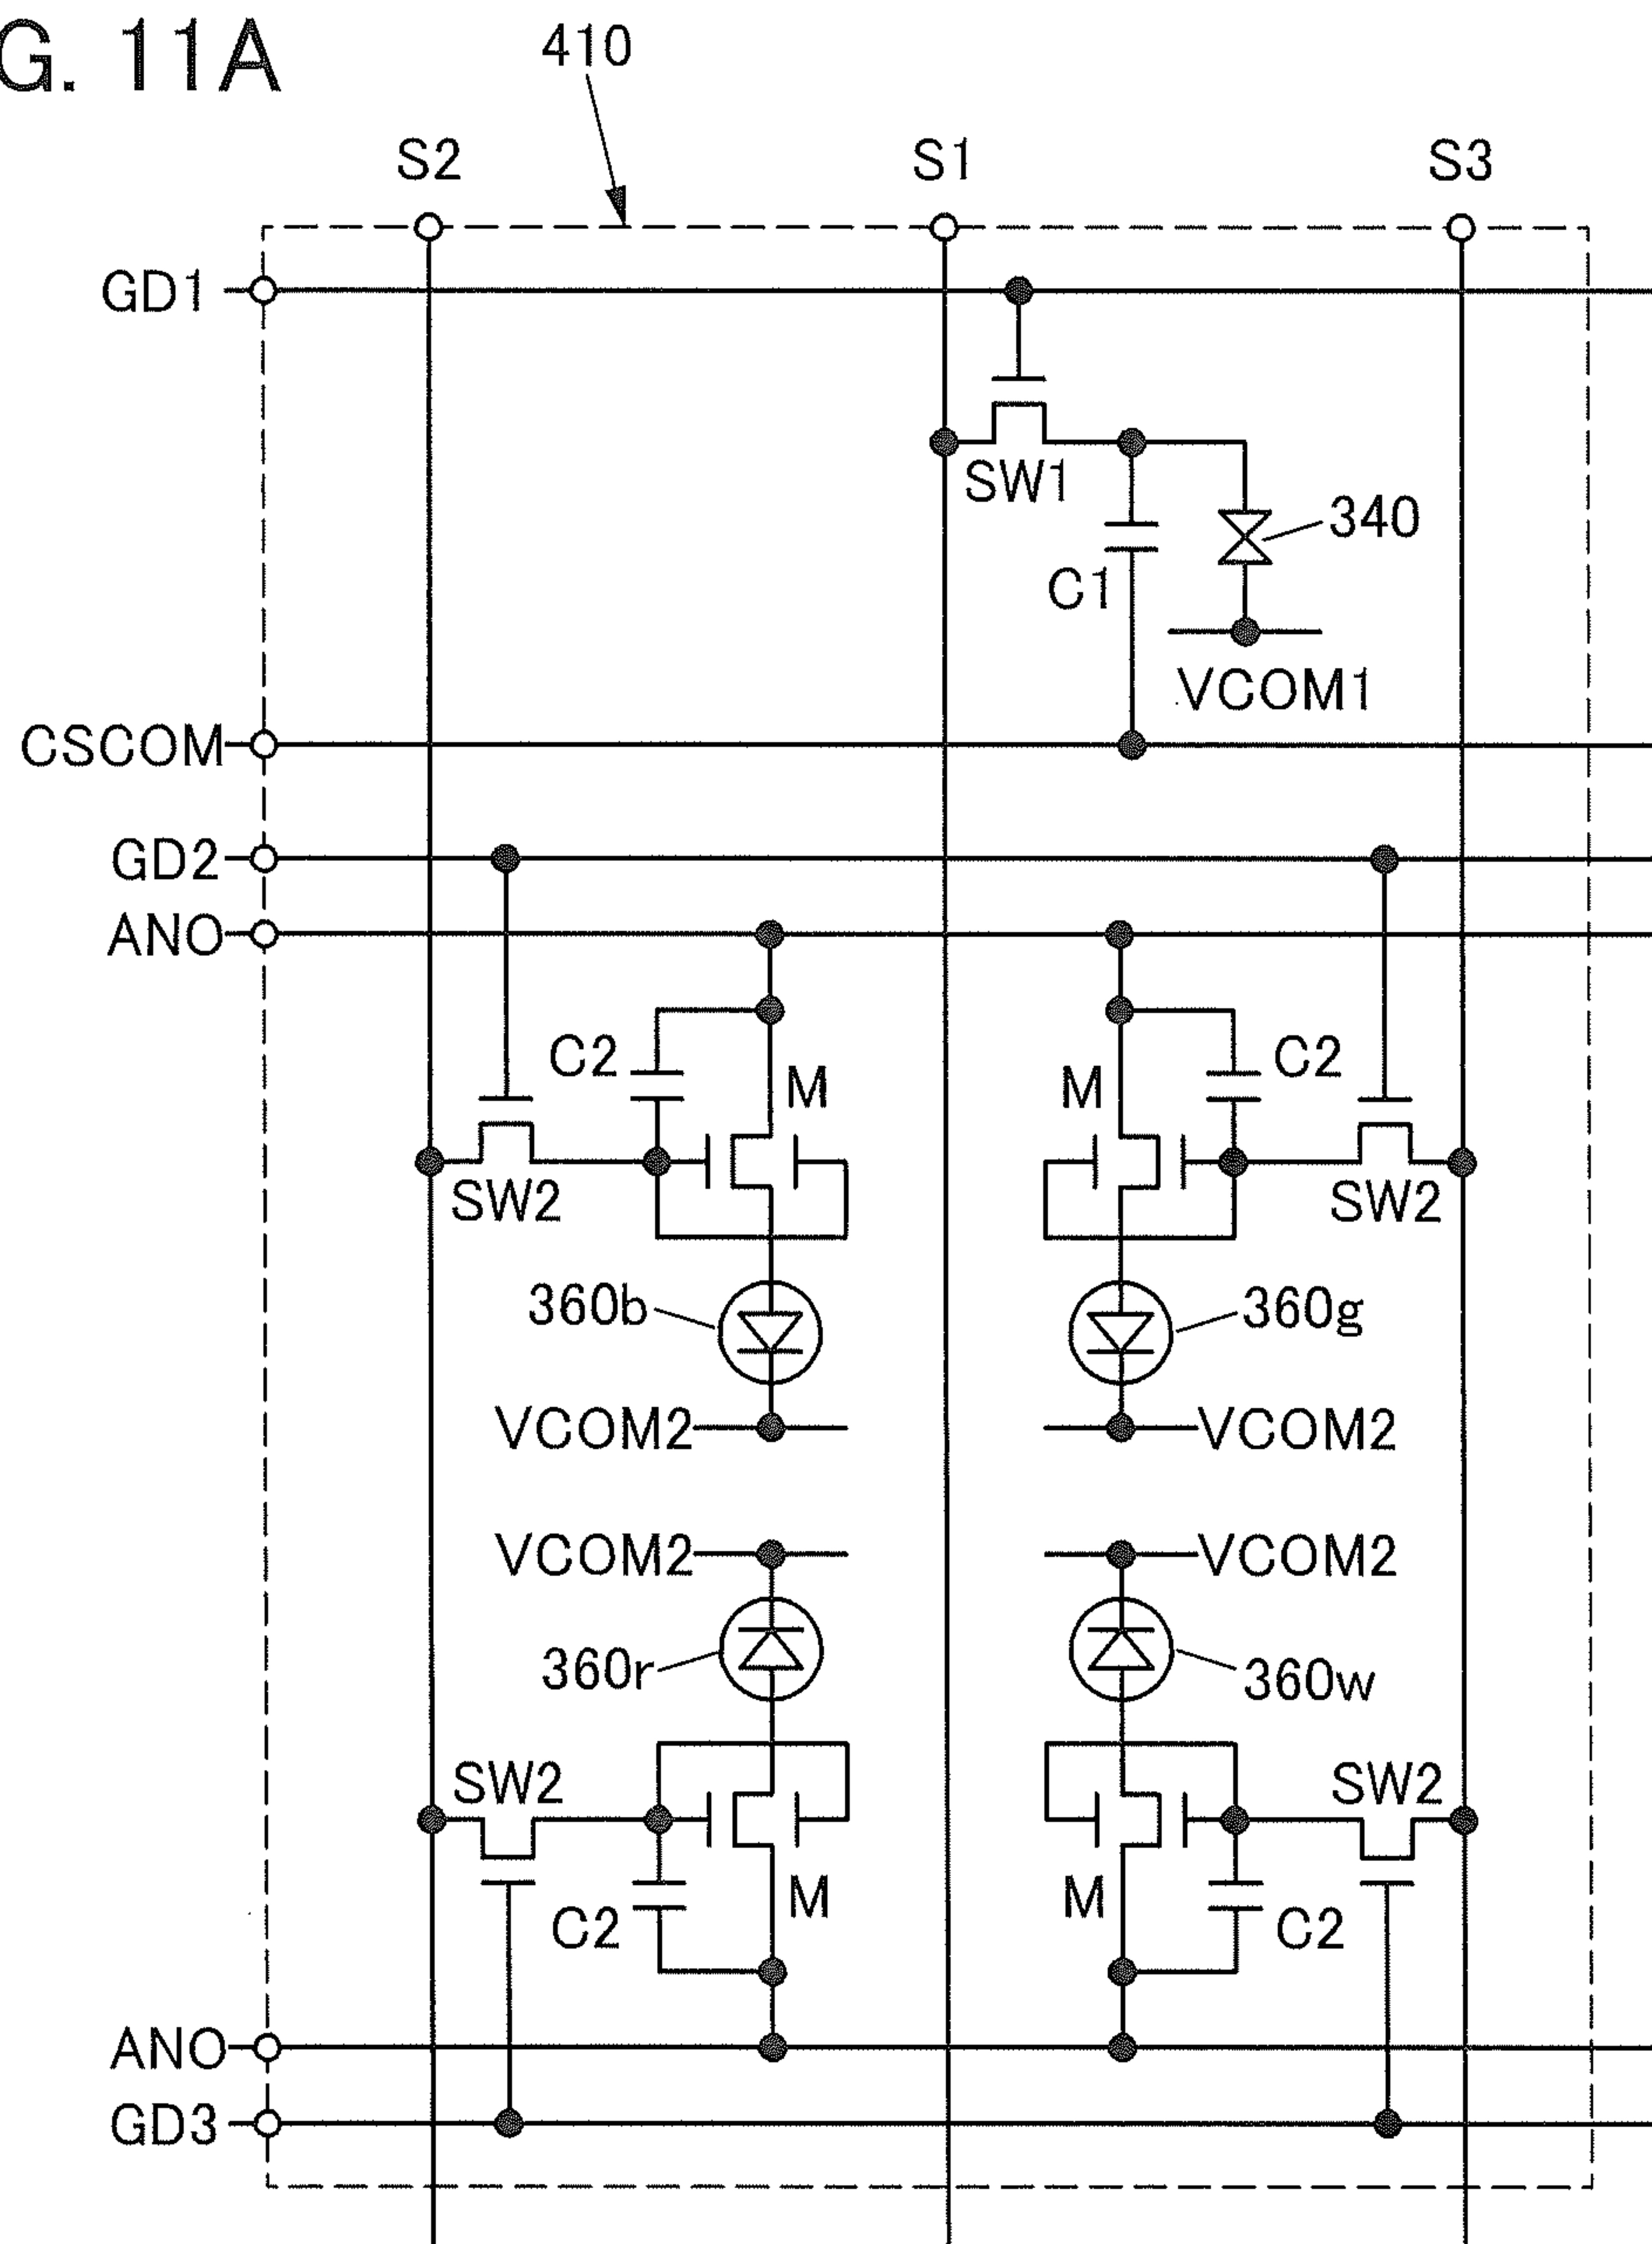 G. 11A
410
S2 S1 S3
GD1
SW1
340
C1
VCOM1
CSCOM
GD2
ANO
C2 M M C2
SW2 SW2
360b 360g
VCOM2 VCOM2
VCOM2 VCOM2
360r 360w
SW2 SW2
C2 M M C2
ANO
GD3